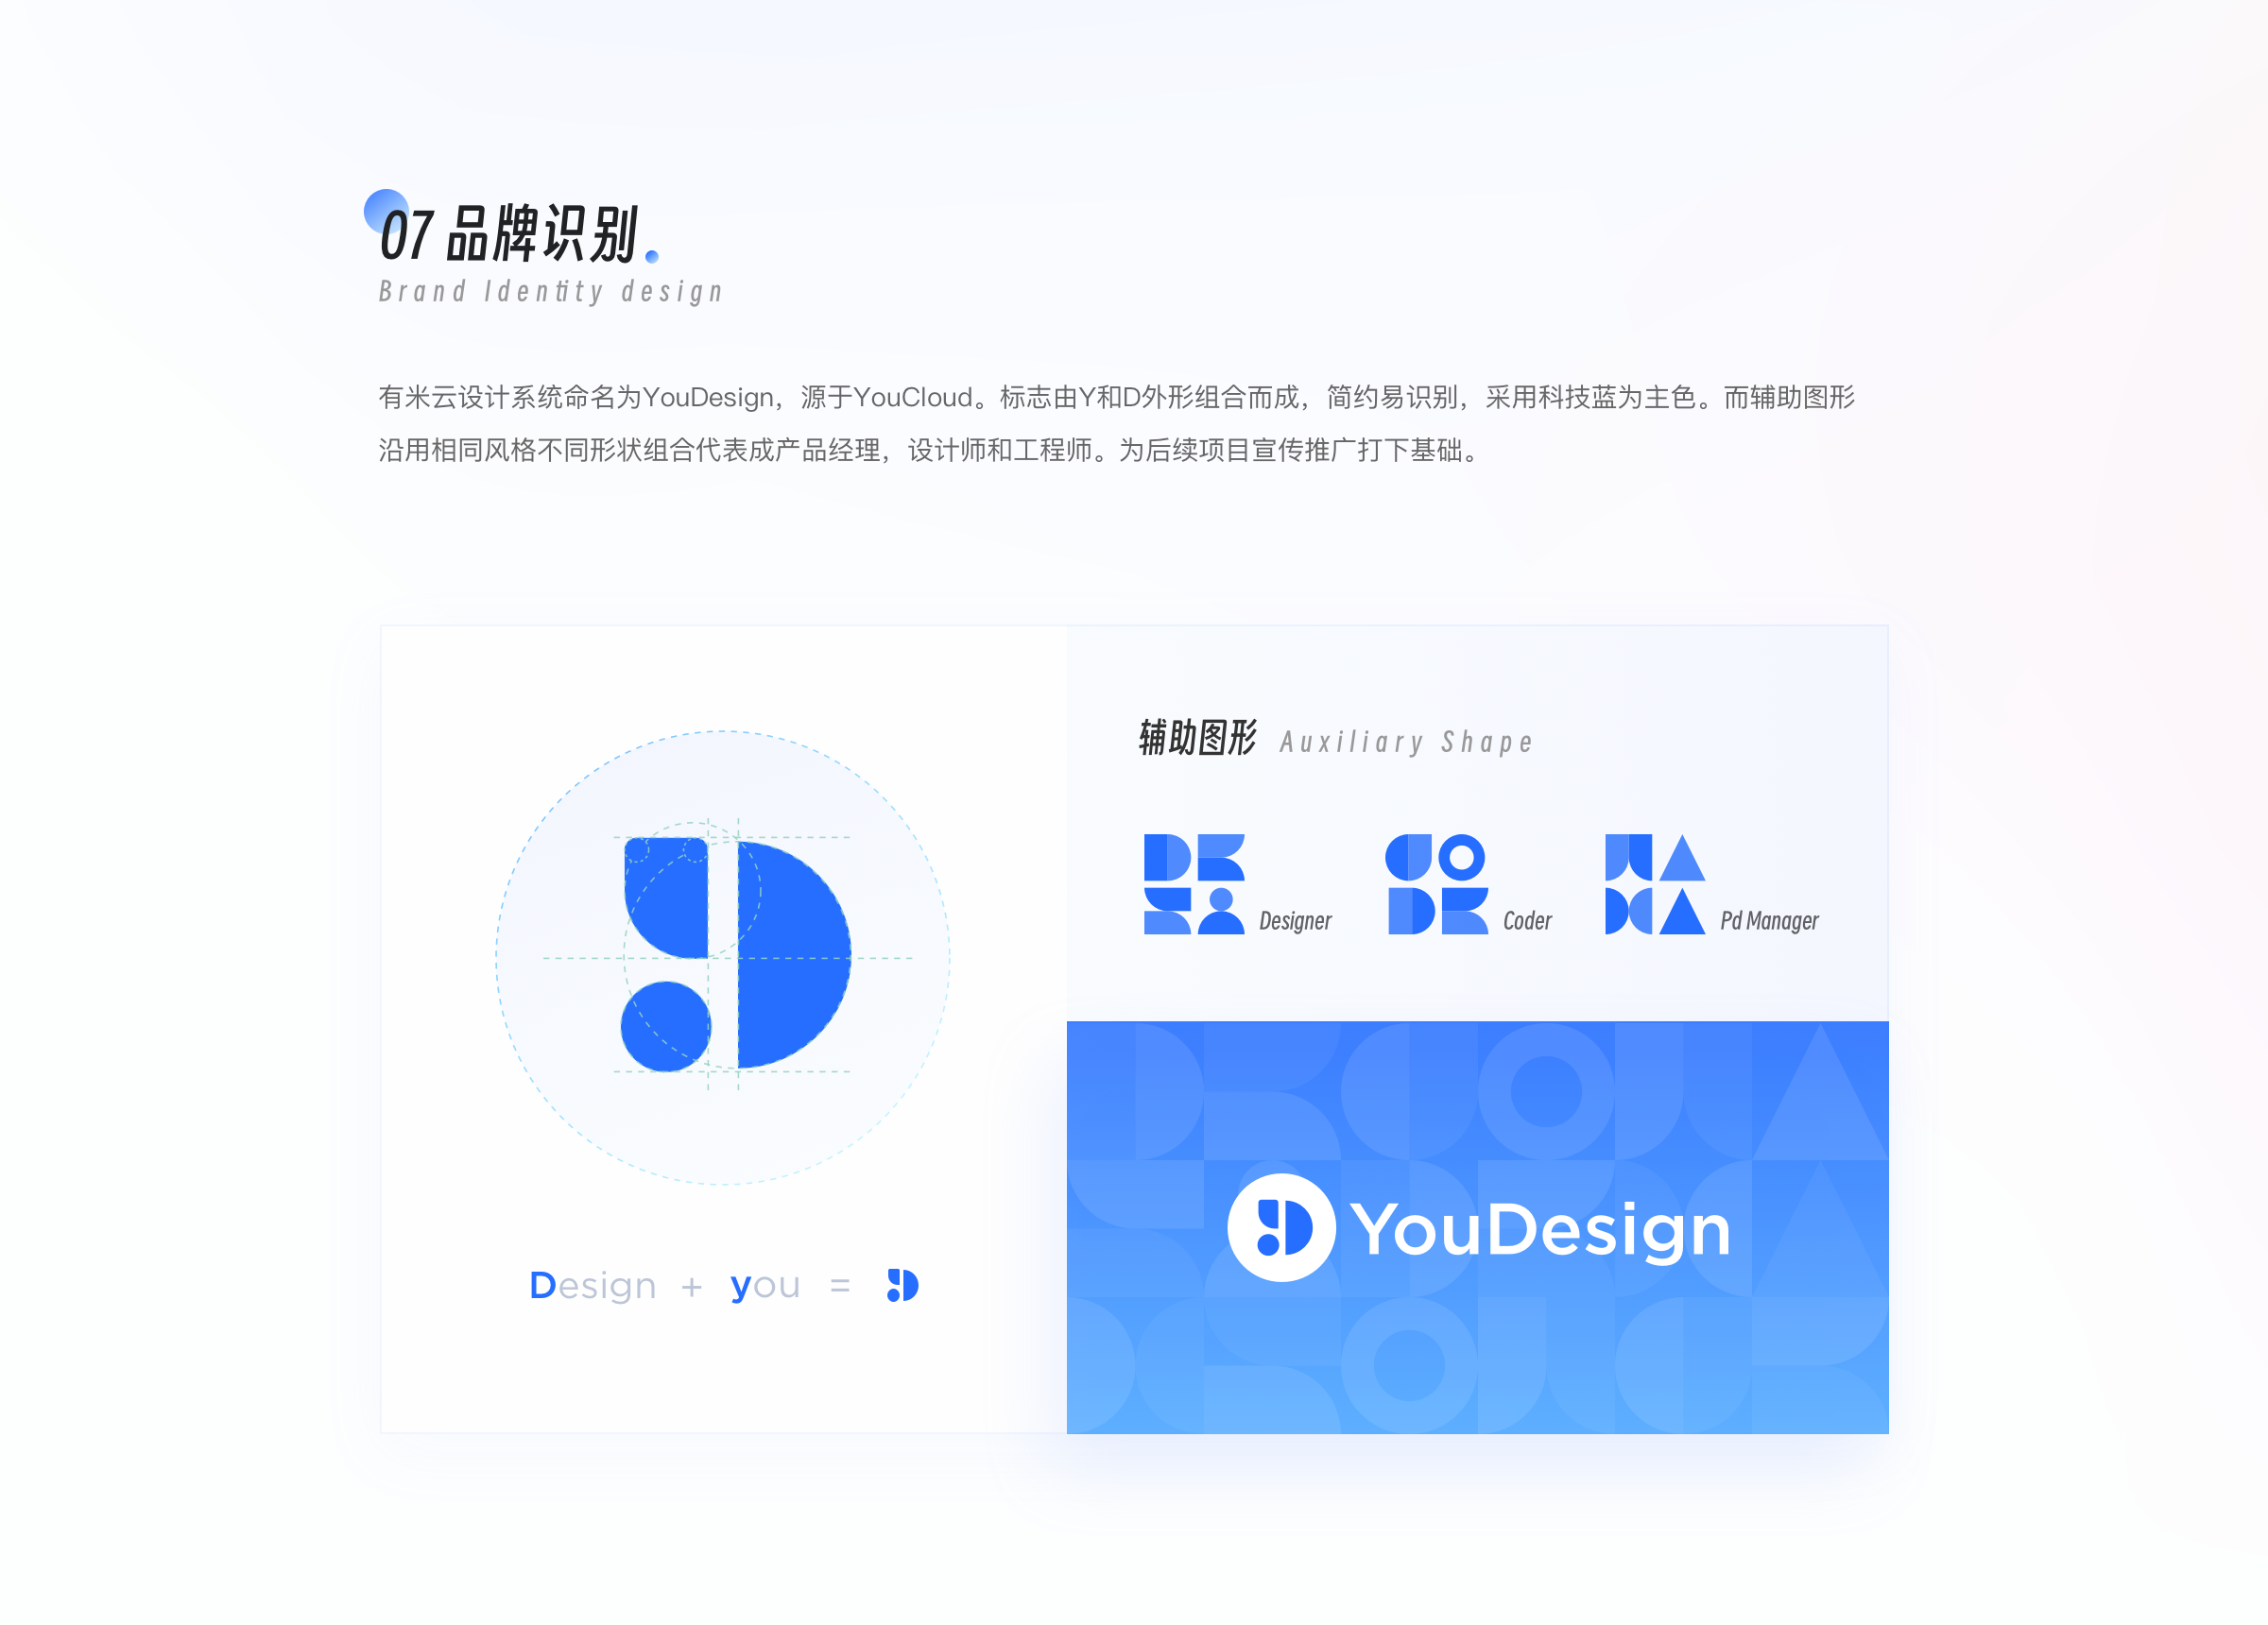 07 品牌识别
Brand Identity design
有米云设计系统命名为YouDesign，源于YouCloud。标志由Y和D外形组合而成，简约易识别，采用科技蓝为主色。而辅助图形
沿用相同风格不同形状组合代表成产品经理，设计师和工程师。为后续项目宣传推广打下基础。
Design + you =
辅助图形 Auxiliary Shape
Designer
Coder
Pd Manager
YouDesign